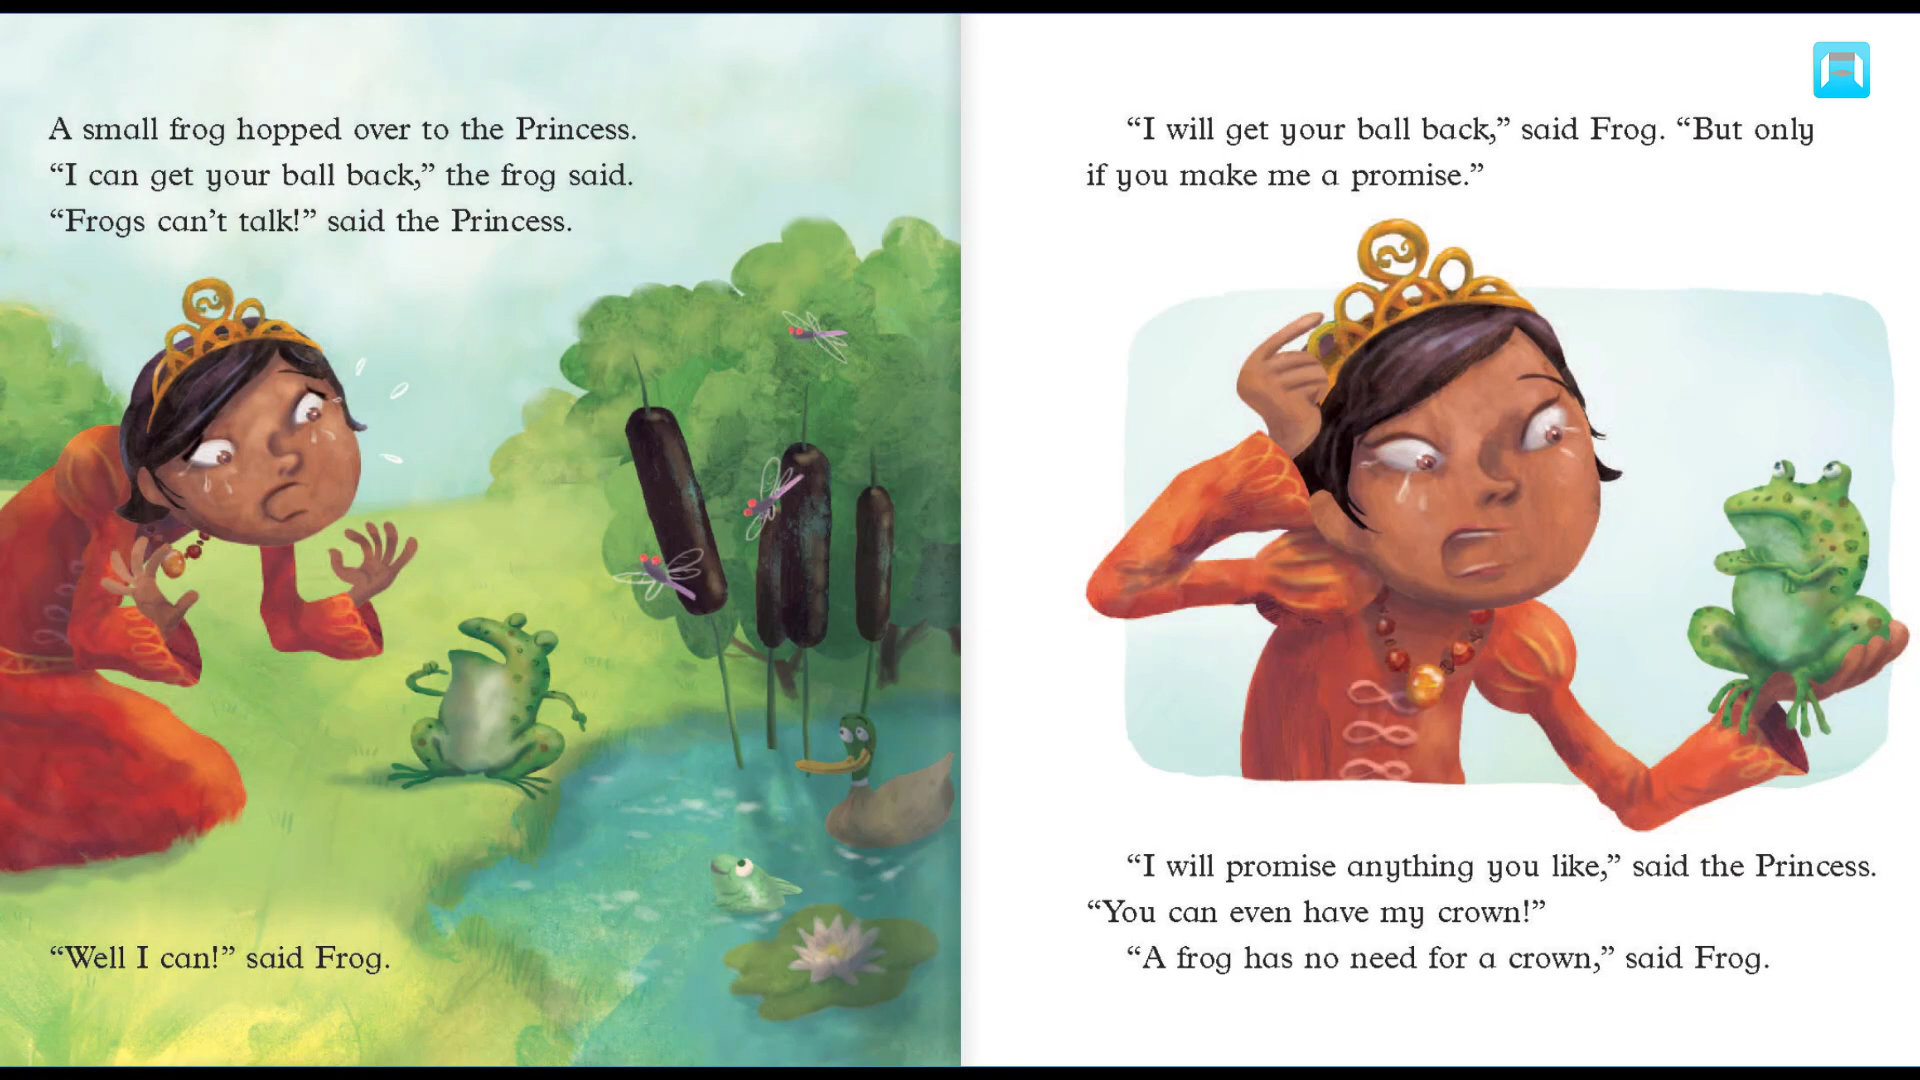 A small frog hopped over to the Princess.
“I can get your ball back,” the frog said.
“Frogs can’t talk!” said the Princess.
“Well I can!” said Frog.
“I will get your ball back,” said Frog. “But only
if you make me a promise.”
“I will promise anything you like,” said the Princess.
“You can even have my crown!”
“A frog has no need for a crown,” said Frog.